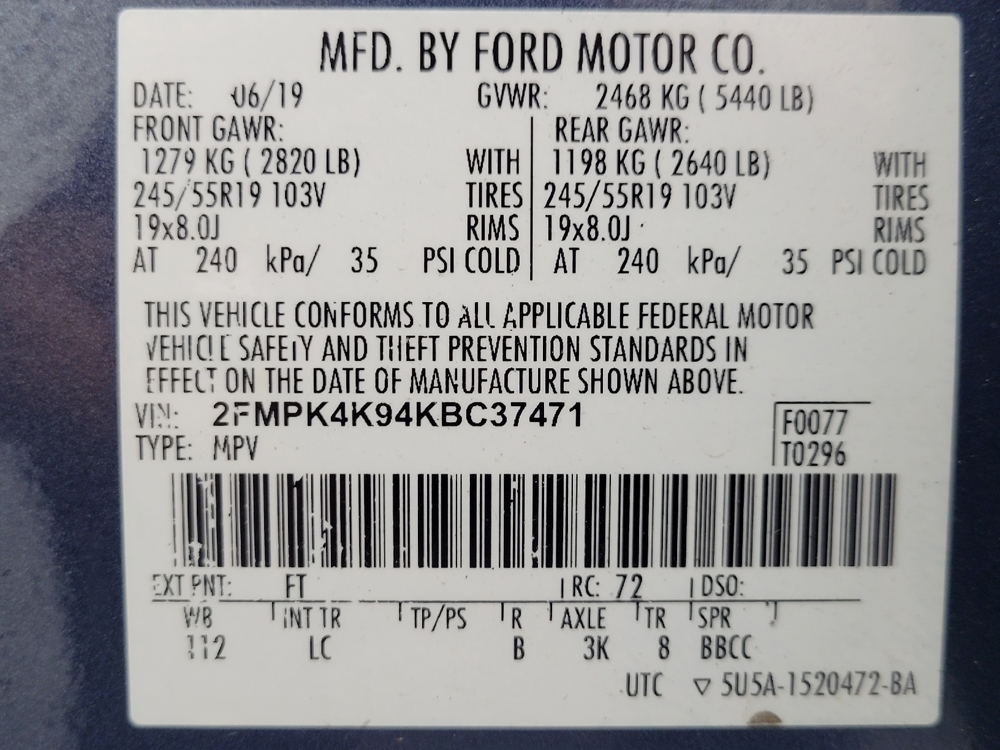 MFD. BY FORD MOTOR CO.
DATE: 06/19 GVWR: 2468 KG ( 5440 LB)
FRONT GAWR: REAR GAWR:
1279 KG ( 2820 LB) WITH 1198 KG ( 2640 LB) WITH
245/55R19 103V TIRES 245/55R19 103V TIRES
19x8.0J RIMS 19x8.0J RIMS
AT 240 kPa/ 35 PSI COLD AT 240 kPa/ 35 PSI COLD
THIS VEHICLE CONFORMS TO ALL APPLICABLE FEDERAL MOTOR
VEHICLE SAFETY AND THEFT PREVENTION STANDARDS IN
EFFECT ON THE DATE OF MANUFACTURE SHOWN ABOVE.
VIN: 2FMPK4K94KBC37471 F0077
TYPE: MPV T0296
EXT PNT: FT RC: 72 DSO:
WB INT TR TP/PS R AXLE TR SPR
112 LC B 3K 8 BBCC
UTC ▽ 5U5A-1520472-BA